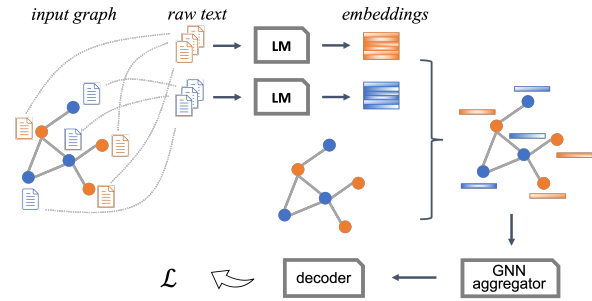 input graph
raw text
embeddings
LM
LM
GNN
aggregator
decoder
ℒ